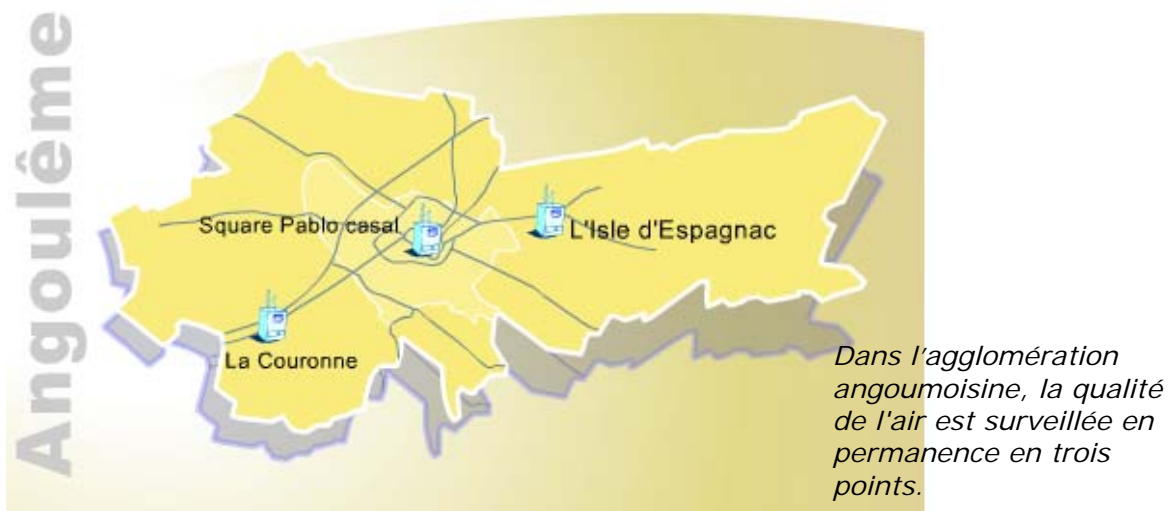 Angoulême
Square Pablo casal
L'Isle d'Espagnac
La Couronne
Dans l'agglomération
angoumoisine, la qualité
de l'air est surveillée en
permanence en trois
points.